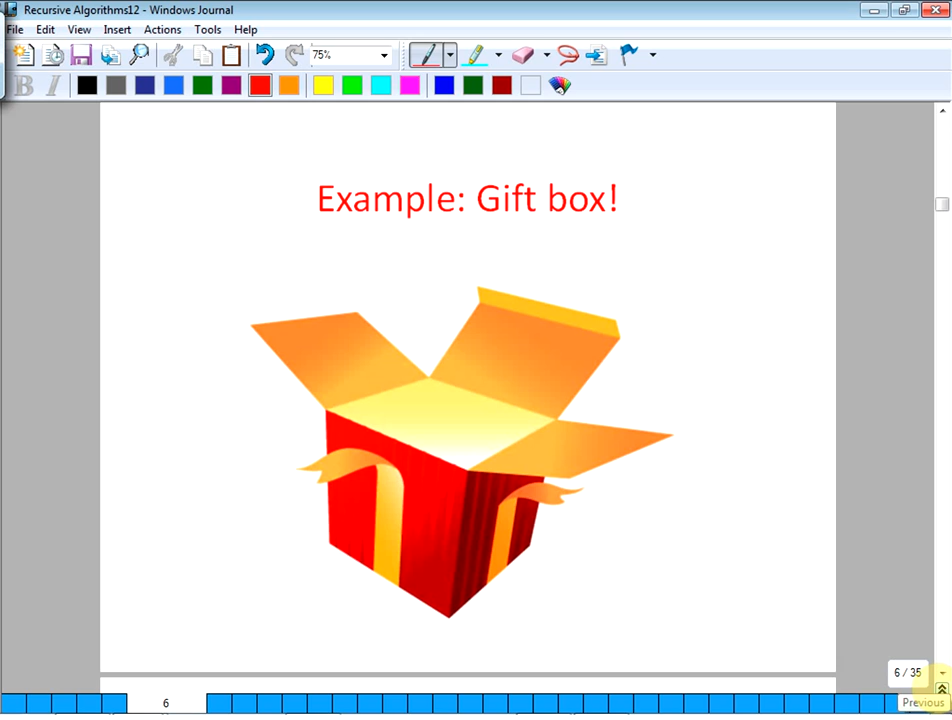 Recursive Algorithms12 - Windows Journal
File Edit View Insert Actions Tools Help
75%
B I
Example: Gift box!
6 / 35
6
Previous